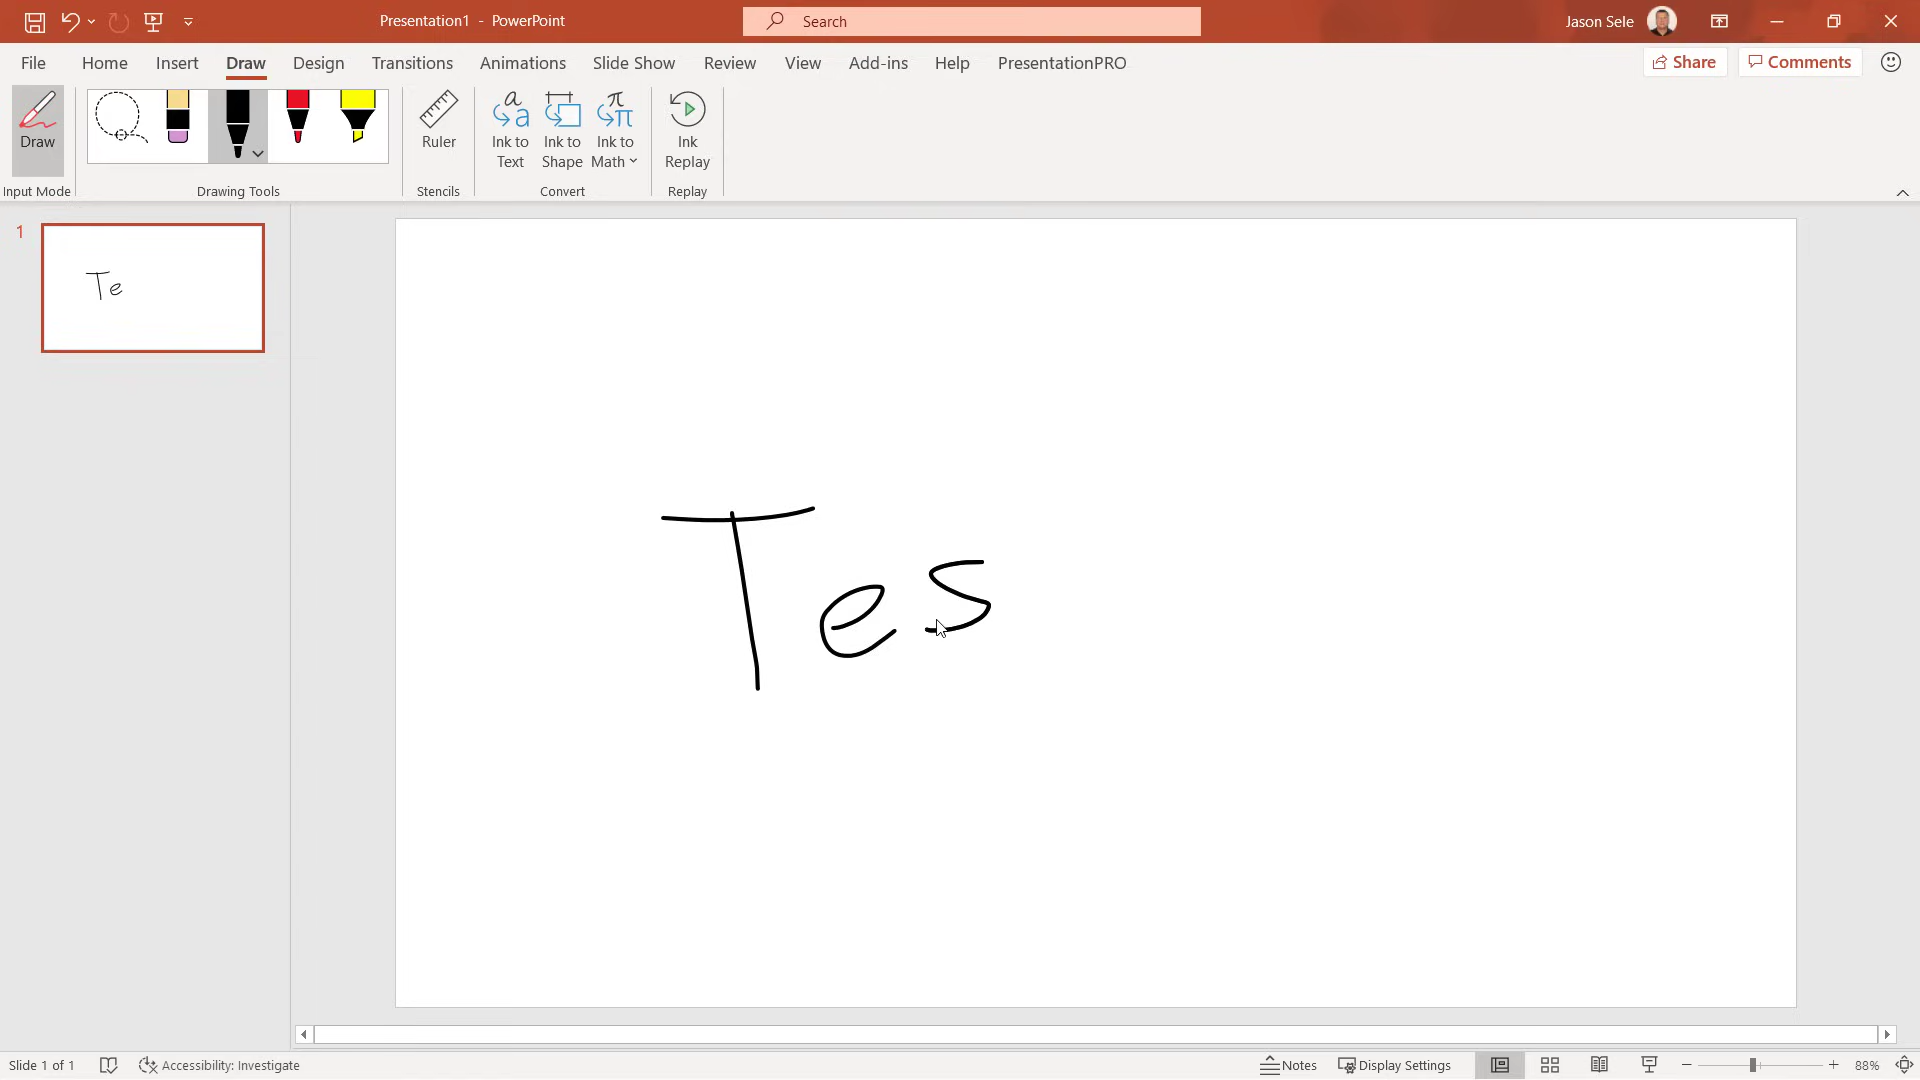 Presentation1 - PowerPoint
Search
Jason Sele
File Home Insert Draw Design Transitions Animations Slide Show Review View Add-ins Help PresentationPRO
Share Comments
Draw
Ruler
Ink to Text
Ink to Shape
Ink to Math
Ink Replay
Input Mode Drawing Tools Stencils Convert Replay
1
Te
Tes
Slide 1 of 1 Accessibility: Investigate Notes Display Settings 88%